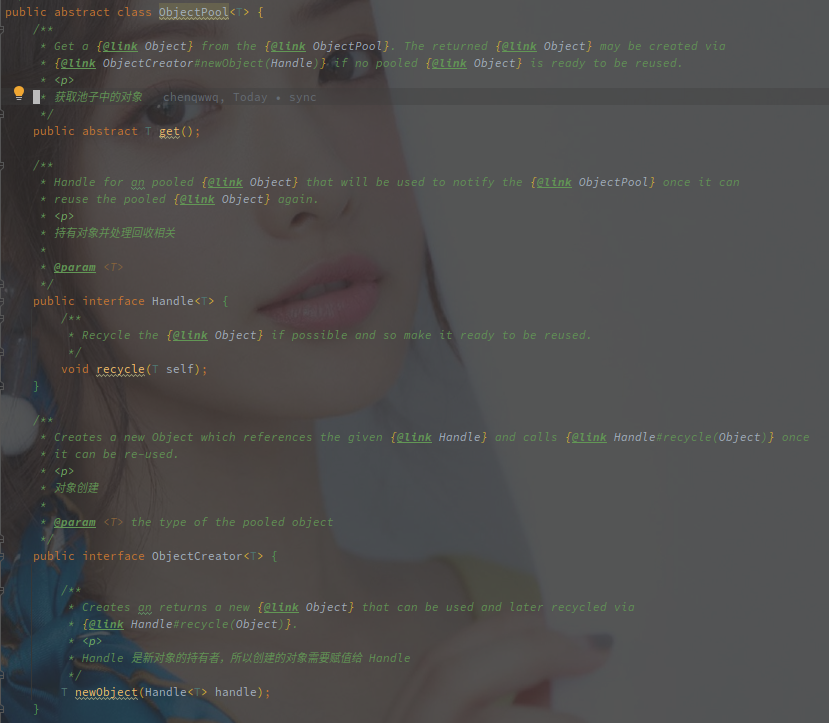 public abstract class ObjectPool<T> {
/**
* Get a {@link Object} from the {@link ObjectPool}. The returned {@link Object} may be created via
* {@link ObjectCreator#newObject(Handle)} if no pooled {@link Object} is ready to be reused.
* <p>
* 获取池子中的对象 chenqwwq, Today • sync
*/
public abstract T get();
/**
* Handle for an pooled {@link Object} that will be used to notify the {@link ObjectPool} once it can
* reuse the pooled {@link Object} again.
* <p>
* 持有对象并处理回收相关
*
* @param <T>
*/
public interface Handle<T> {
/**
* Recycle the {@link Object} if possible and so make it ready to be reused.
*/
void recycle(T self);
}
/**
* Creates a new Object which references the given {@link Handle} and calls {@link Handle#recycle(Object)} once
* it can be re-used.
* <p>
* 对象创建
*
* @param <T> the type of the pooled object
*/
public interface ObjectCreator<T> {
/**
* Creates an returns a new {@link Object} that can be used and later recycled via
* {@link Handle#recycle(Object)}.
* <p>
* Handle 是新对象的持有者，所以创建的对象需要赋值给 Handle
*/
T newObject(Handle<T> handle);
}